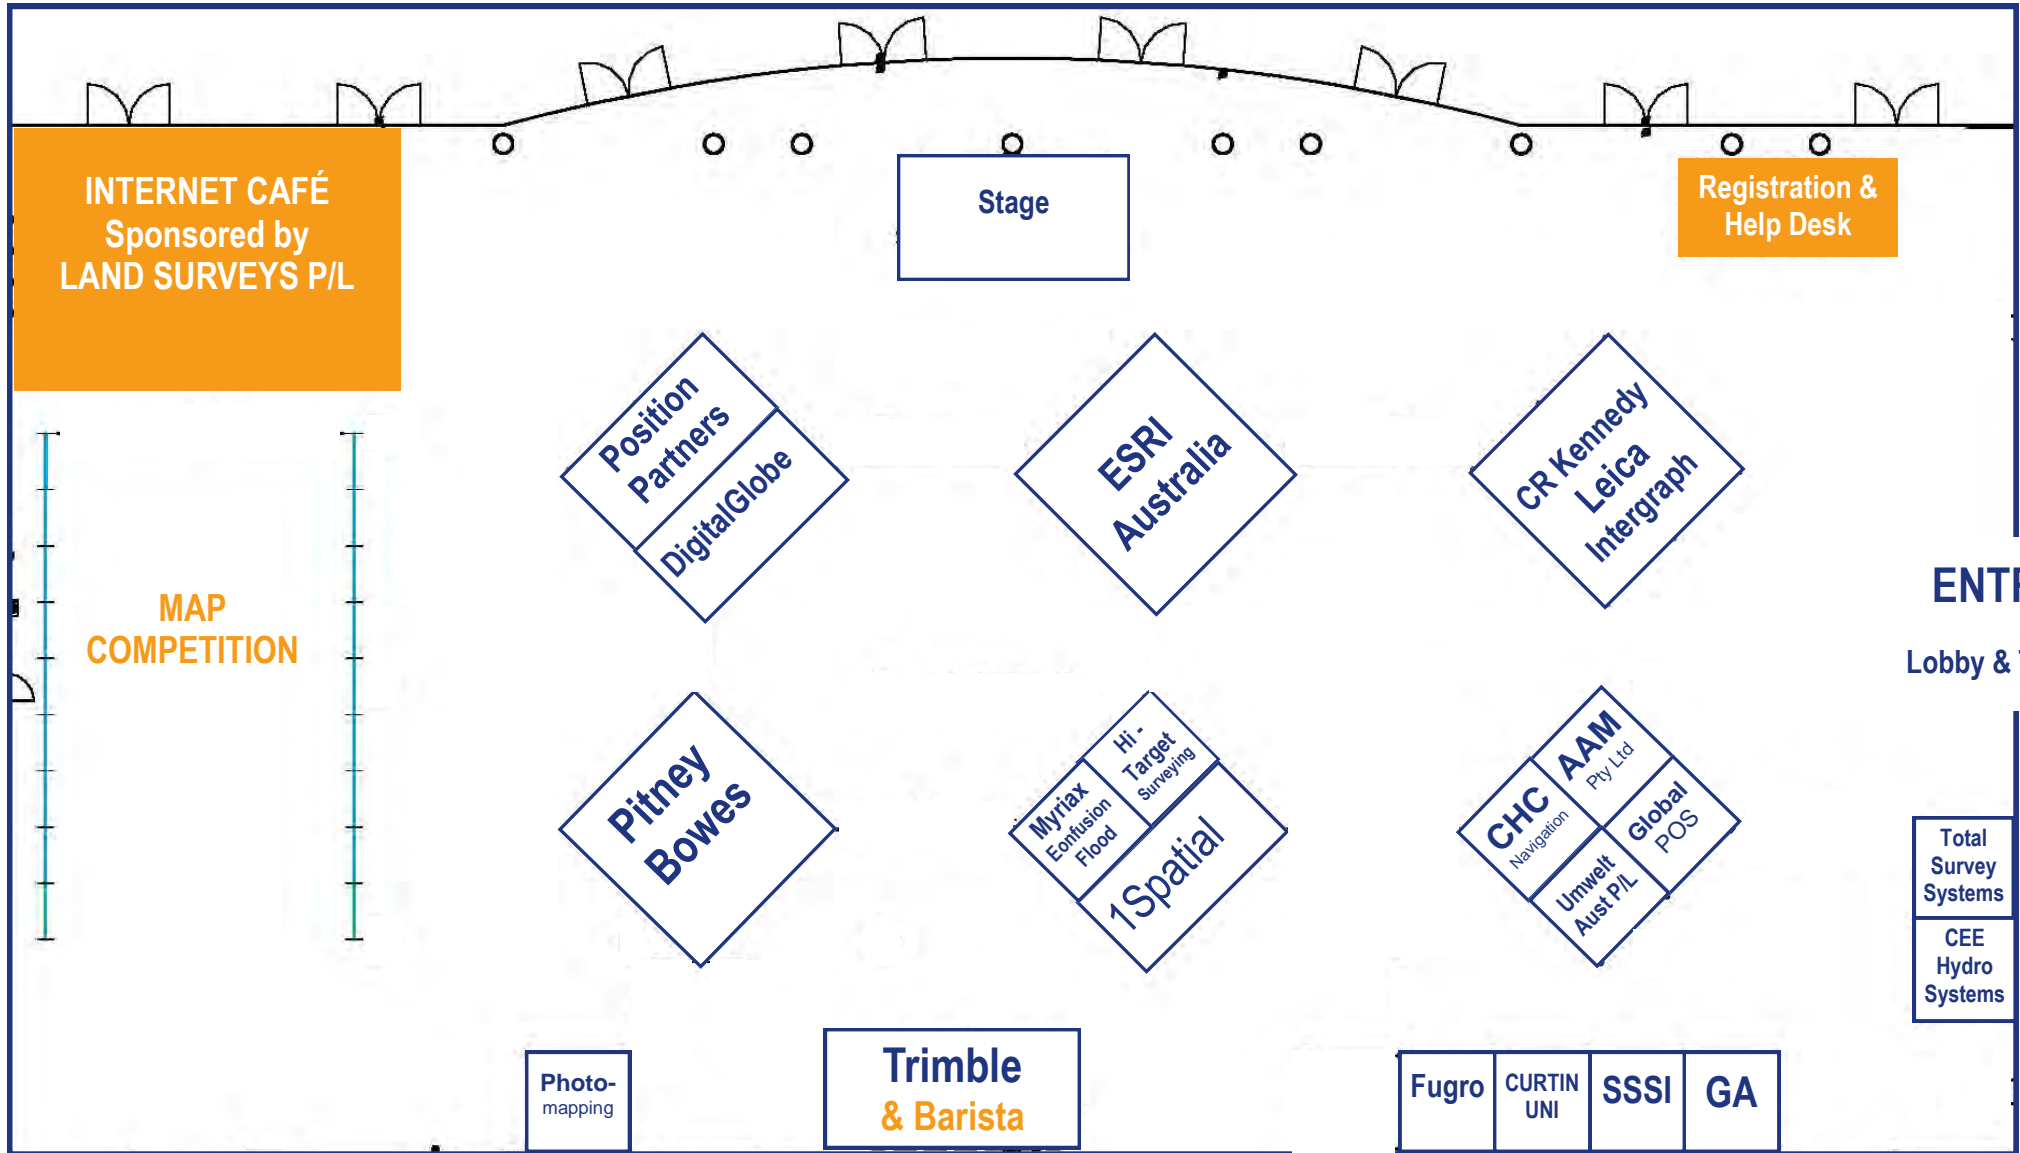 INTERNET CAFÉ
Sponsored by
LAND SURVEYS P/L
Stage
Registration &
Help Desk
Position
Partners
DigitalGlobe
ESRI
Australia
CR Kennedy
Leica
Intergraph
MAP
COMPETITION
Lobby &
Pitney
Bowes
Hi -
Target
Surveying
Myriax
Eonfusion
Flood
1Spatial
AAM
Pty Ltd
CHC
Navigation
Global
POS
Umwelt
Aust P/L
Total
Survey
Systems
CEE
Hydro
Systems
Photo-
mapping
Trimble
& Barista
Fugro
CURTIN
UNI
SSSI
GA